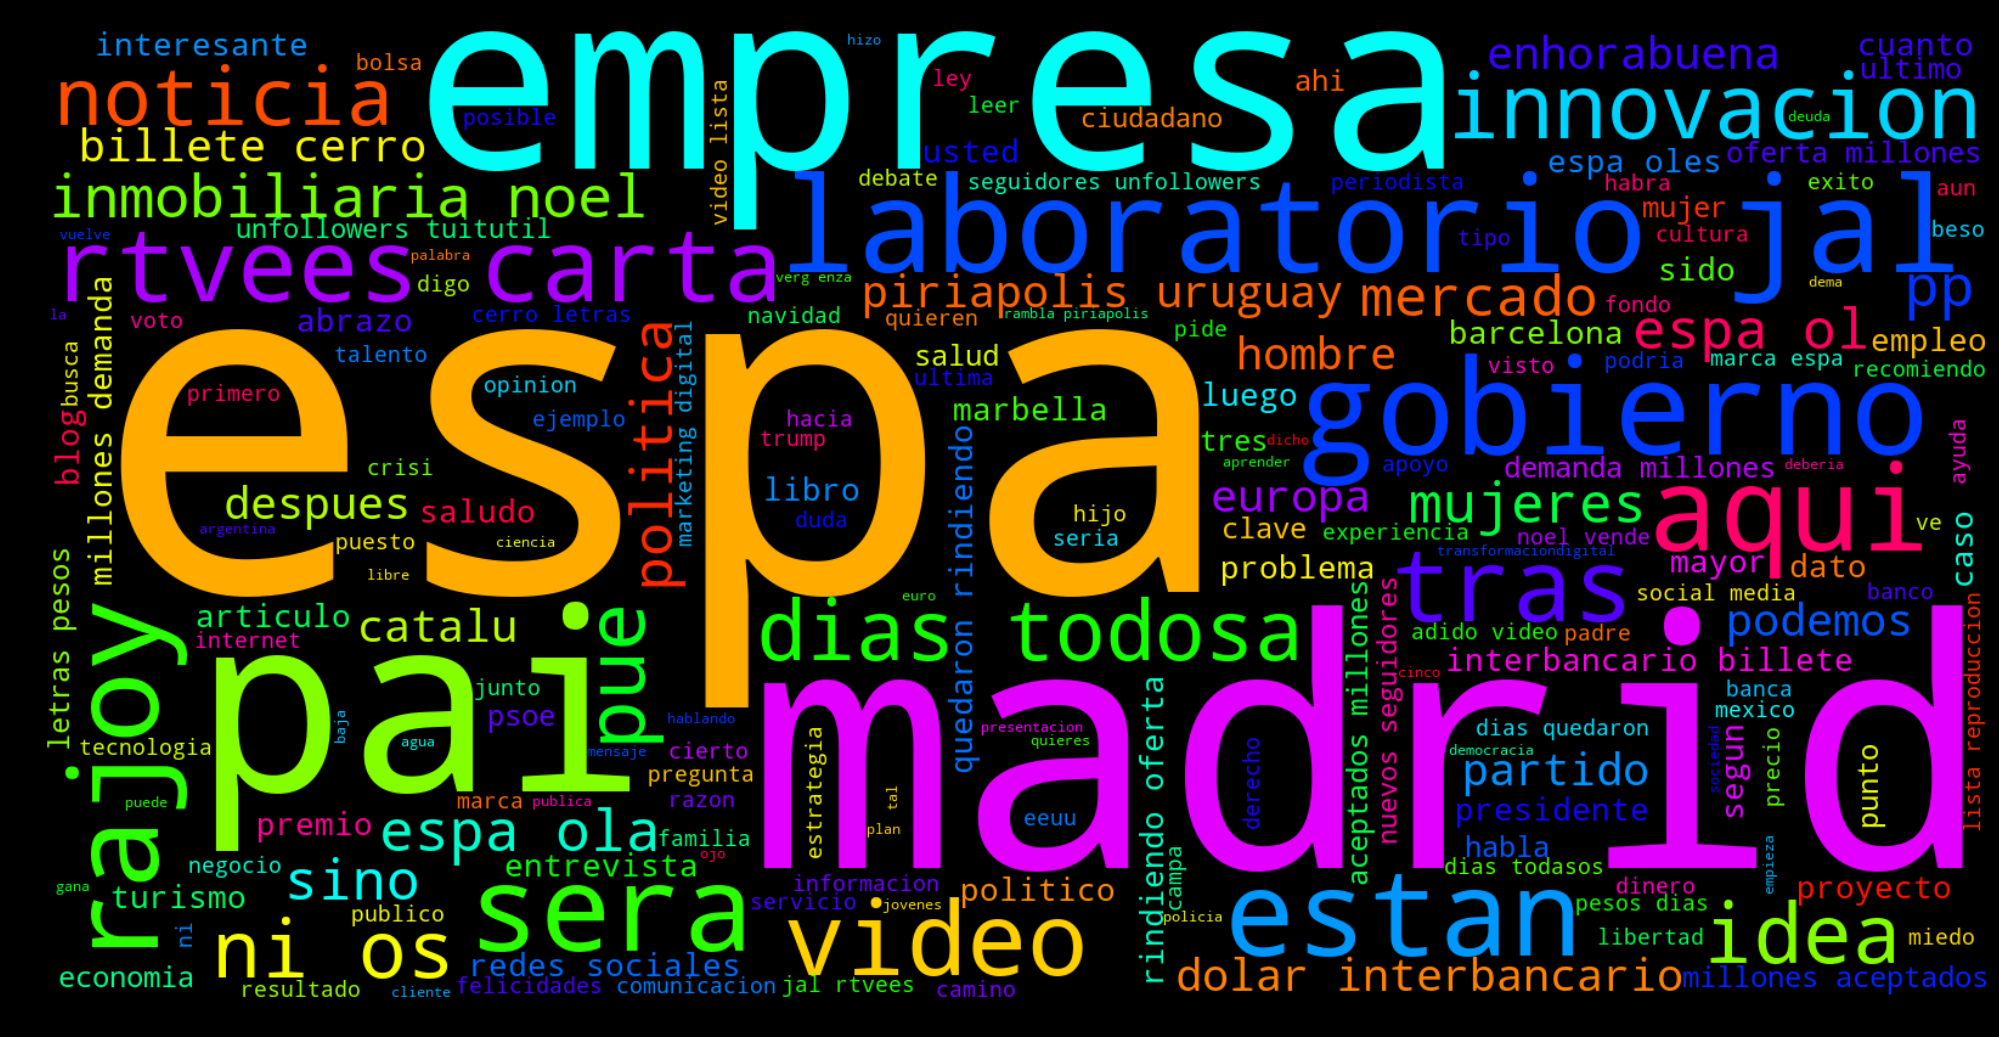 empresa
hizo
interesante
bolsa
noticia
billete cerro
posible
ley
leer
ahi
ciudadano
enhorabuena
cuanto
ultimo
innovacion
deuda
video lista
usted
debate
seguidores unfollowers
periodista
espa oles
oferta millones
habra
exito
aun
inmobiliaria noel
unfollowers tuitutil
vuelve
palabra
rtvees carta
laboratorio jal
mujer
tipo
cultura
beso
digo
verg enza
sido
dema
pp
piriapolis uruguay
mercado
fondo
la
voto
abrazo
cerro letras
navidad
quieren
rambla piriapolis
pide
barcelona
espa ol
empleo
millones demanda
busca
talento
espa
opinion
politica
marketing digital
salud
ultima
hombre
visto
podria
marca espa
recomiendo
primero
ejemplo
hacia
trump
marbella
luego
gobierno
blog
tres
dicho
aprender
apoyo
demanda millones
deberia
ayuda
crisi
despues
saludo
libro
duda
hijo
seria
quedaron rindiendo
europa
mujeres
aqui
clave
experiencia
noel vende
ve
argentina
puesto
ciencia
libre
problema
transformaciondigital
mayor
dato
caso
tras
social media
banco
letras pesos
rajoy
articulo
internet
catalu
pue
euro
dias todosa
adido video
padre
podemos
interbancario billete
cinco
pai
junto
psoe
hablando
mensaje
madrid
presentacion
quieres
rindiendo oferta
aceptados millones
nuevos seguidores
banca
mexico
dias quedaron
democracia
sociedad
segun
precio
punto
lista reproduccion
tecnologia
baja
agua
cierto
pregunta
estrategia
tal
plan
eeuu
derecho
partido
presidente
puede
marca
publica
razon
premio
espa ola
familia
ojo
habla
empieza
negocio
entrevista
dias todasos
gana
turismo
sino
sera
informacion
servicio
jovenes
politico
campa
policia
dinero
proyecto
publico
ni
ni os
video
estan
pesos dias
libertad
idea
miedo
economia
resultado
cliente
redes sociales
felicidades
comunicacion
jal rtvees
camino
dolar interbancario
millones aceptados